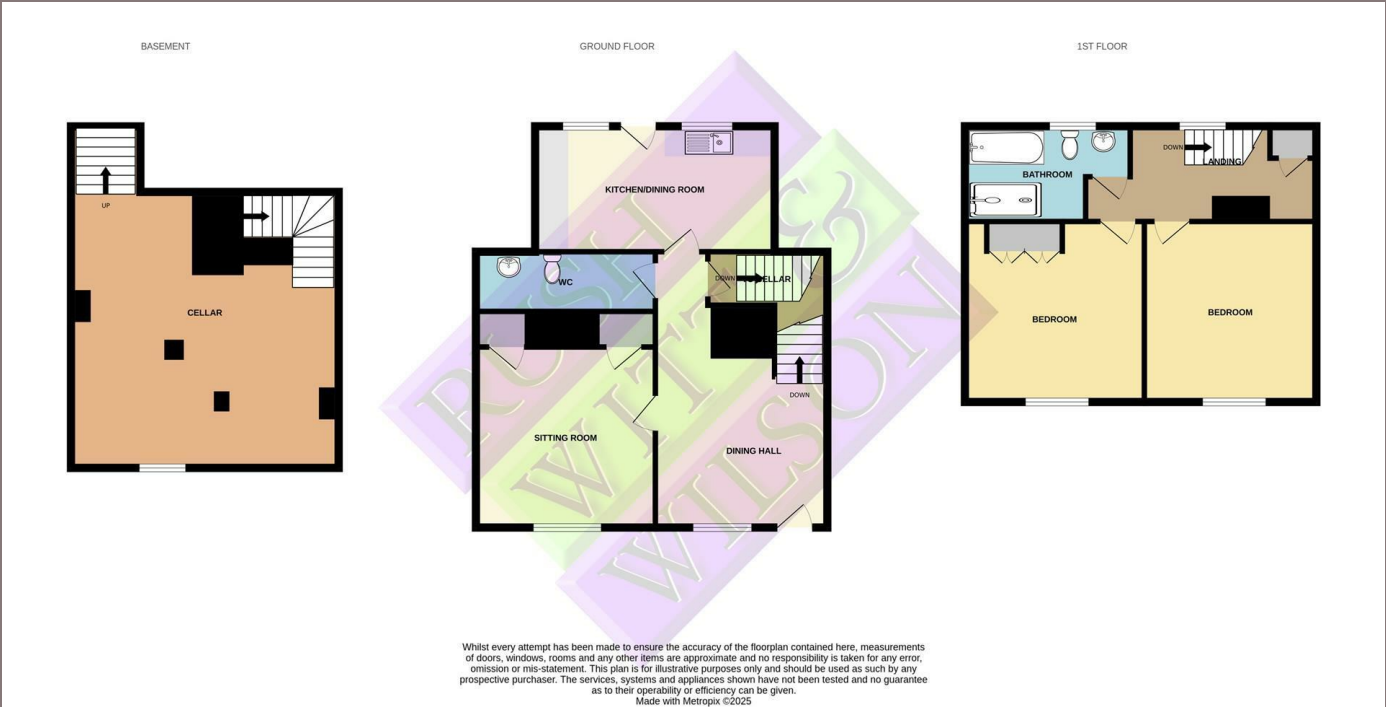 BASEMENT
GROUND FLOOR
1ST FLOOR
UP
CELLAR
KITCHEN/DINING ROOM
WC
DOWN
CELLAR
SITTING ROOM
DOWN
DINING HALL
BATHROOM
DOWN
LANDING
BEDROOM
BEDROOM
RUSH
WITT &
WILSON
Whilst every attempt has been made to ensure the accuracy of the floorplan contained here, measurements
of doors, windows, rooms and any other items are approximate and no responsibility is taken for any error,
omission or mis-statement. This plan is for illustrative purposes only and should be used as such by any
prospective purchaser. The services, systems and appliances shown have not been tested and no guarantee
as to their operability or efficiency can be given.
Made with Metropix ©2025